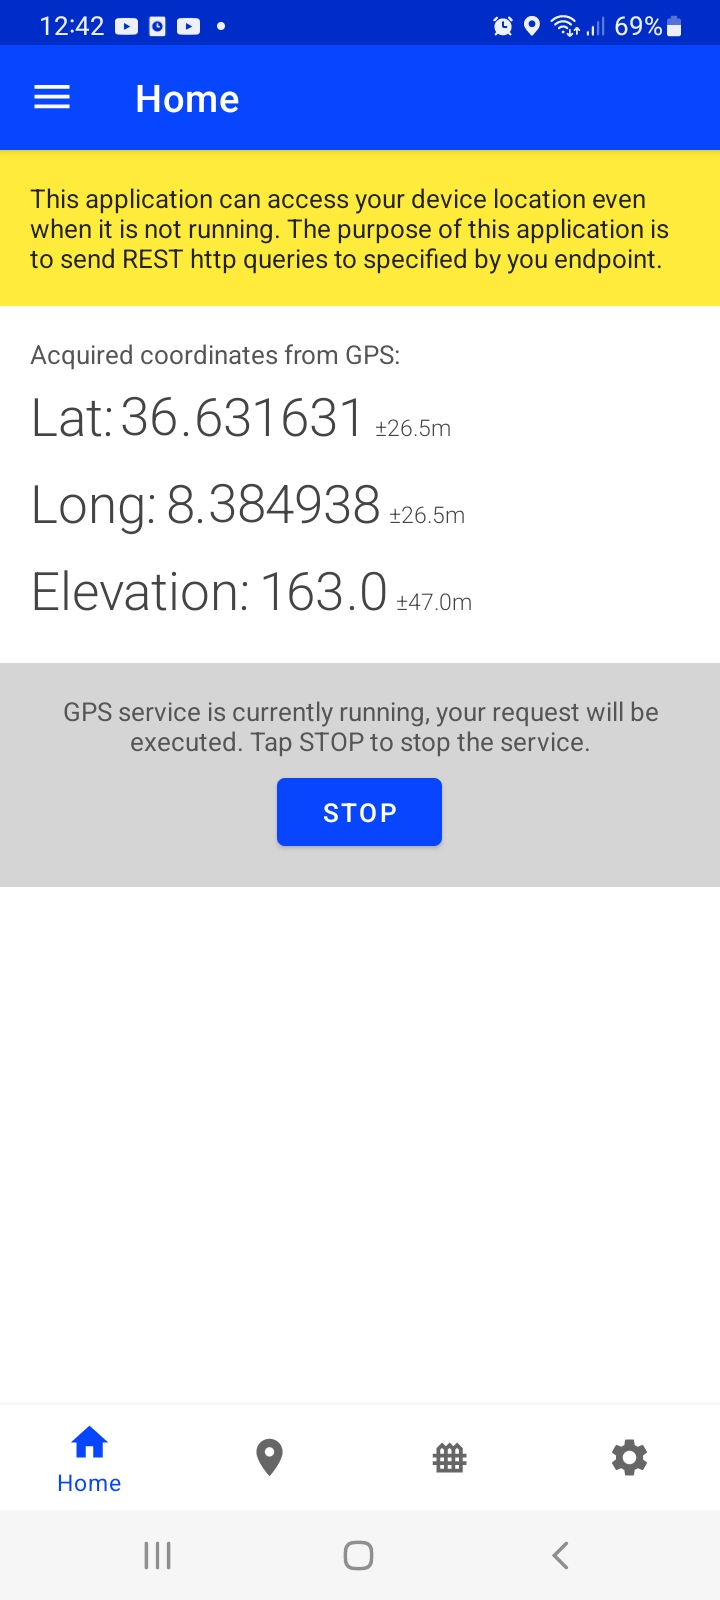 12:42 69%
Home
This application can access your device location even
when it is not running. The purpose of this application is
to send REST http queries to specified by you endpoint.
Acquired coordinates from GPS:
Lat: 36.631631 ±26.5m
Long: 8.384938 ±26.5m
Elevation: 163.0 ±47.0m
GPS service is currently running, your request will be
executed. Tap STOP to stop the service.
STOP
Home